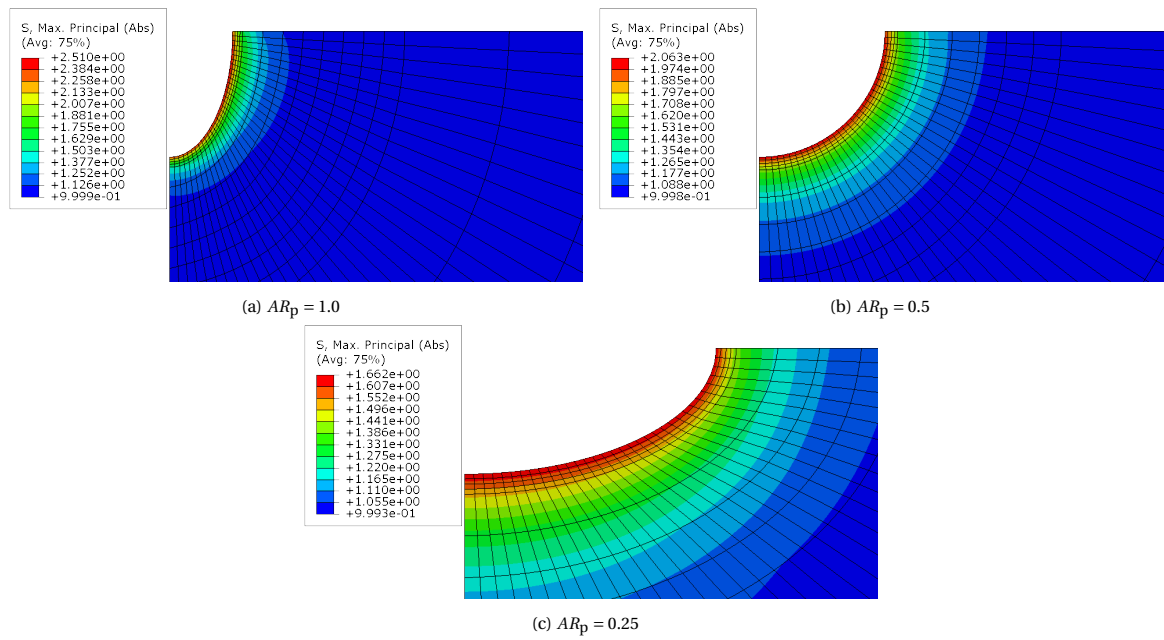 S, Max. Principal (Abs)
(Avg: 75%)
+2.510e+00
+2.384e+00
+2.258e+00
+2.133e+00
+2.007e+00
+1.881e+00
+1.755e+00
+1.629e+00
+1.503e+00
+1.377e+00
+1.252e+00
+1.126e+00
+9.999e-01
(a) ARp = 1.0
S, Max. Principal (Abs)
(Avg: 75%)
+2.063e+00
+1.974e+00
+1.885e+00
+1.797e+00
+1.708e+00
+1.620e+00
+1.531e+00
+1.443e+00
+1.354e+00
+1.265e+00
+1.177e+00
+1.088e+00
+9.998e-01
(b) ARp = 0.5
S, Max. Principal (Abs)
(Avg: 75%)
+1.662e+00
+1.607e+00
+1.552e+00
+1.496e+00
+1.441e+00
+1.386e+00
+1.331e+00
+1.275e+00
+1.220e+00
+1.165e+00
+1.110e+00
+1.055e+00
+9.993e-01
(c) ARp = 0.25